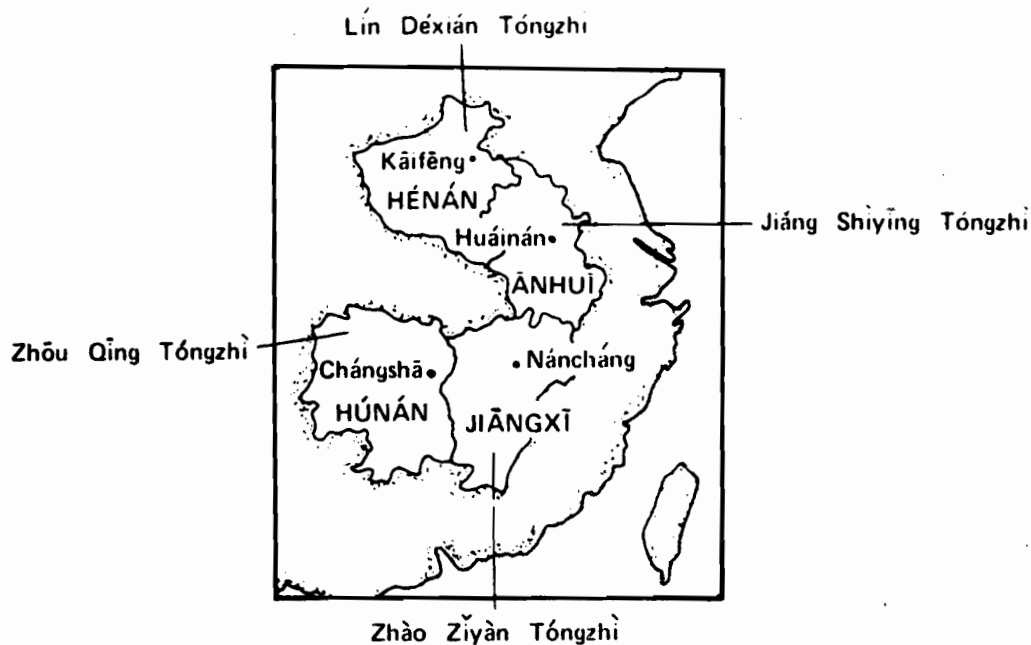 Lín Déxián Tóngzhì
Kāifēng
HÉNÁN
Huáinán
Jiǎng Shìyīng Tóngzhì
ĀNHUĪ
Zhōu Qīng Tóngzhì
Chángshā
HÚNÁN
Nánchāng
JIĀNGXĪ
Zhào Zǐyàn Tóngzhì